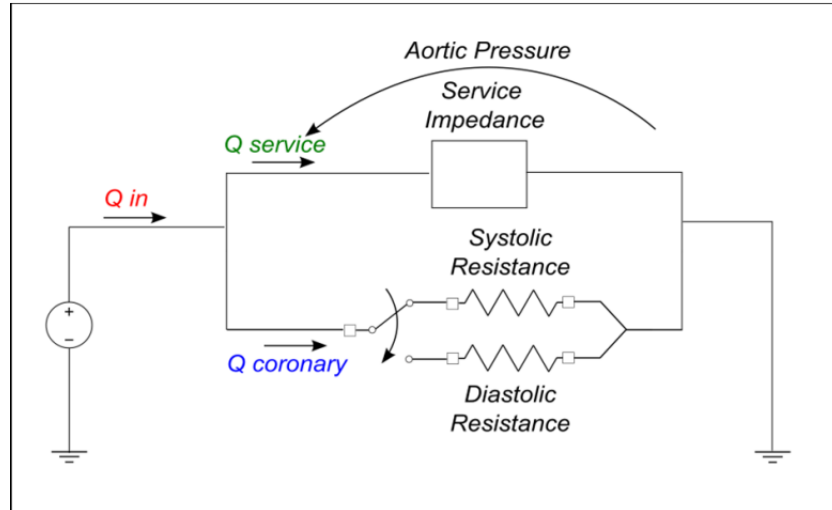 Aortic Pressure
Service
Impedance
Q service
Q in
Systolic
Resistance
Q coronary
Diastolic
Resistance
+
−